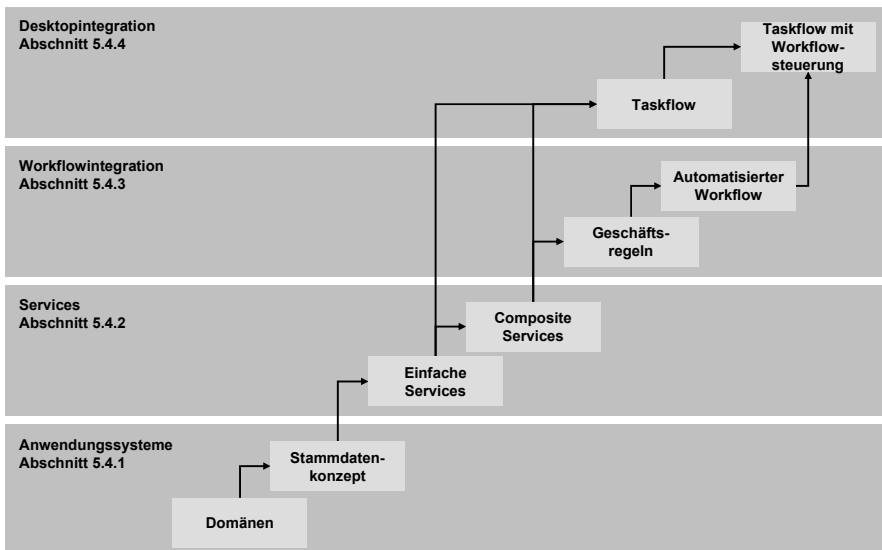 Desktopintegration
Abschnitt 5.4.4
Taskflow mit
Workflow-
steuerung
Taskflow
Workflowintegration
Abschnitt 5.4.3
Automatisierter
Workflow
Geschäfts-
regeln
Services
Abschnitt 5.4.2
Composite
Services
Einfache
Services
Anwendungssysteme
Abschnitt 5.4.1
Stammdaten-
konzept
Domänen